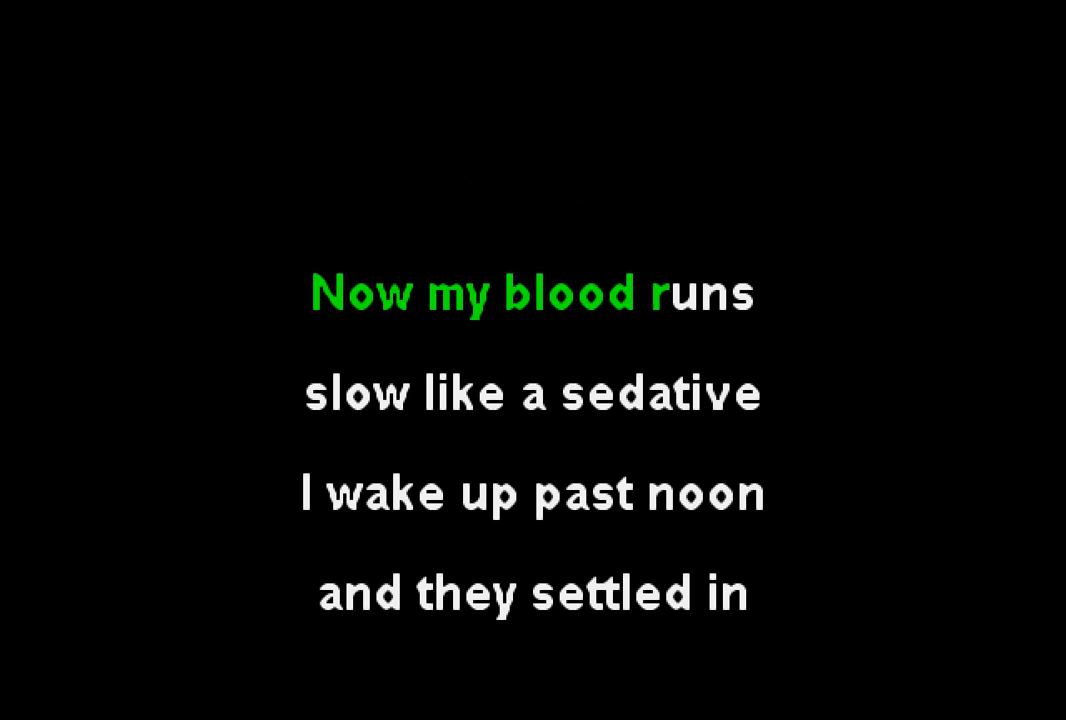 Now my blood runs
slow like a sedative
I wake up past noon
and they settled in